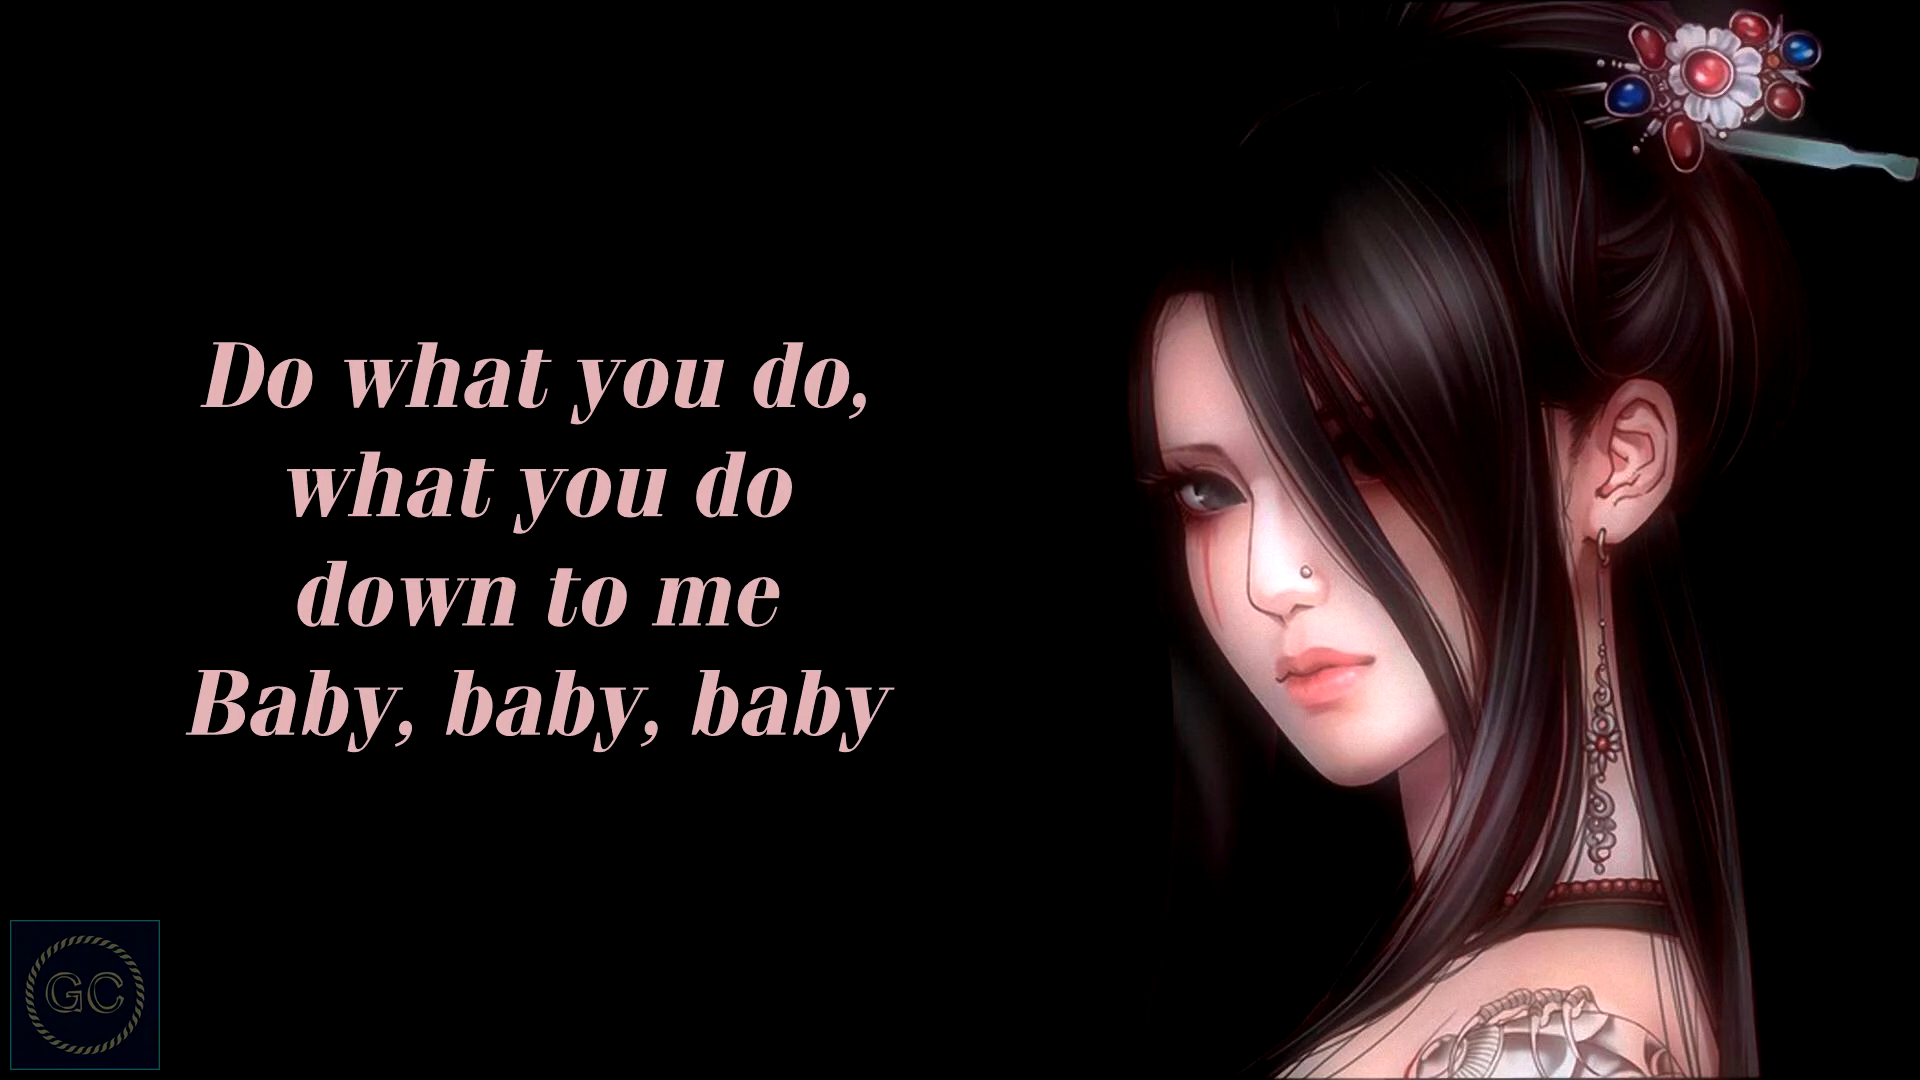 Do what you do,
what you do
down to me
Baby, baby, baby
GC